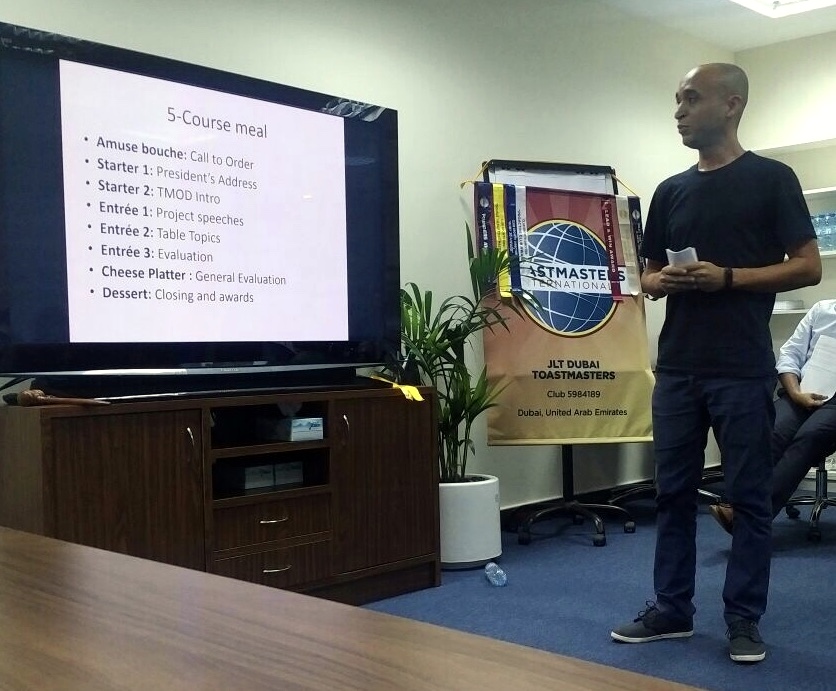 5-Course meal
• Amuse bouche: Call to Order
• Starter 1: President's Address
• Starter 2: TMOD Intro
• Entrée 1: Project speeches
• Entrée 2: Table Topics
• Entrée 3: Evaluation
• Cheese Platter : General Evaluation
• Dessert: Closing and awards
ASTMASTERS
TERNATIONAL
JLT DUBAI
TOASTMASTERS
Club 5984189
Dubai, United Arab Emirates